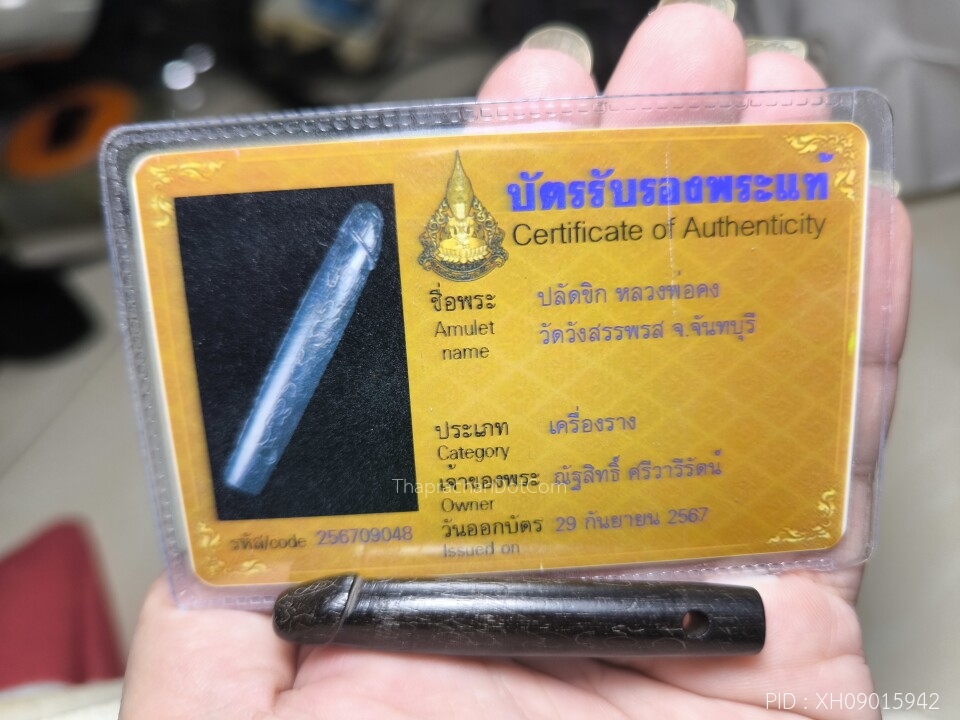 บัตรรับรองพระแท้
Certificate of Authenticity
ชื่อพระ ปลัดขิก หลวงพ่อคง
Amulet name วัดวังสรรพรส จ.จันทบุรี
ประเภท เครื่องราง
Category
เจ้าของพระ ณัฐสิทธิ์ ศรีวารีรัตน์
ThaprachanDotCom
Owner
วันออกบัตร 29 กันยายน 2567
Issued on
รหัส/code 256709048
PID : XH09015942